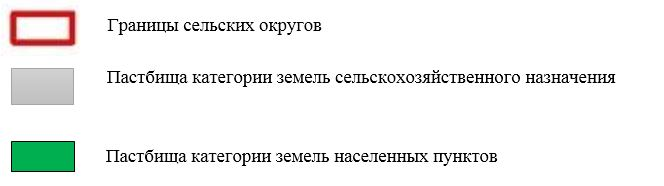 Границы сельских округов
Пастбища категории земель сельскохозяйственного назначения
Пастбища категории земель населенных пунктов